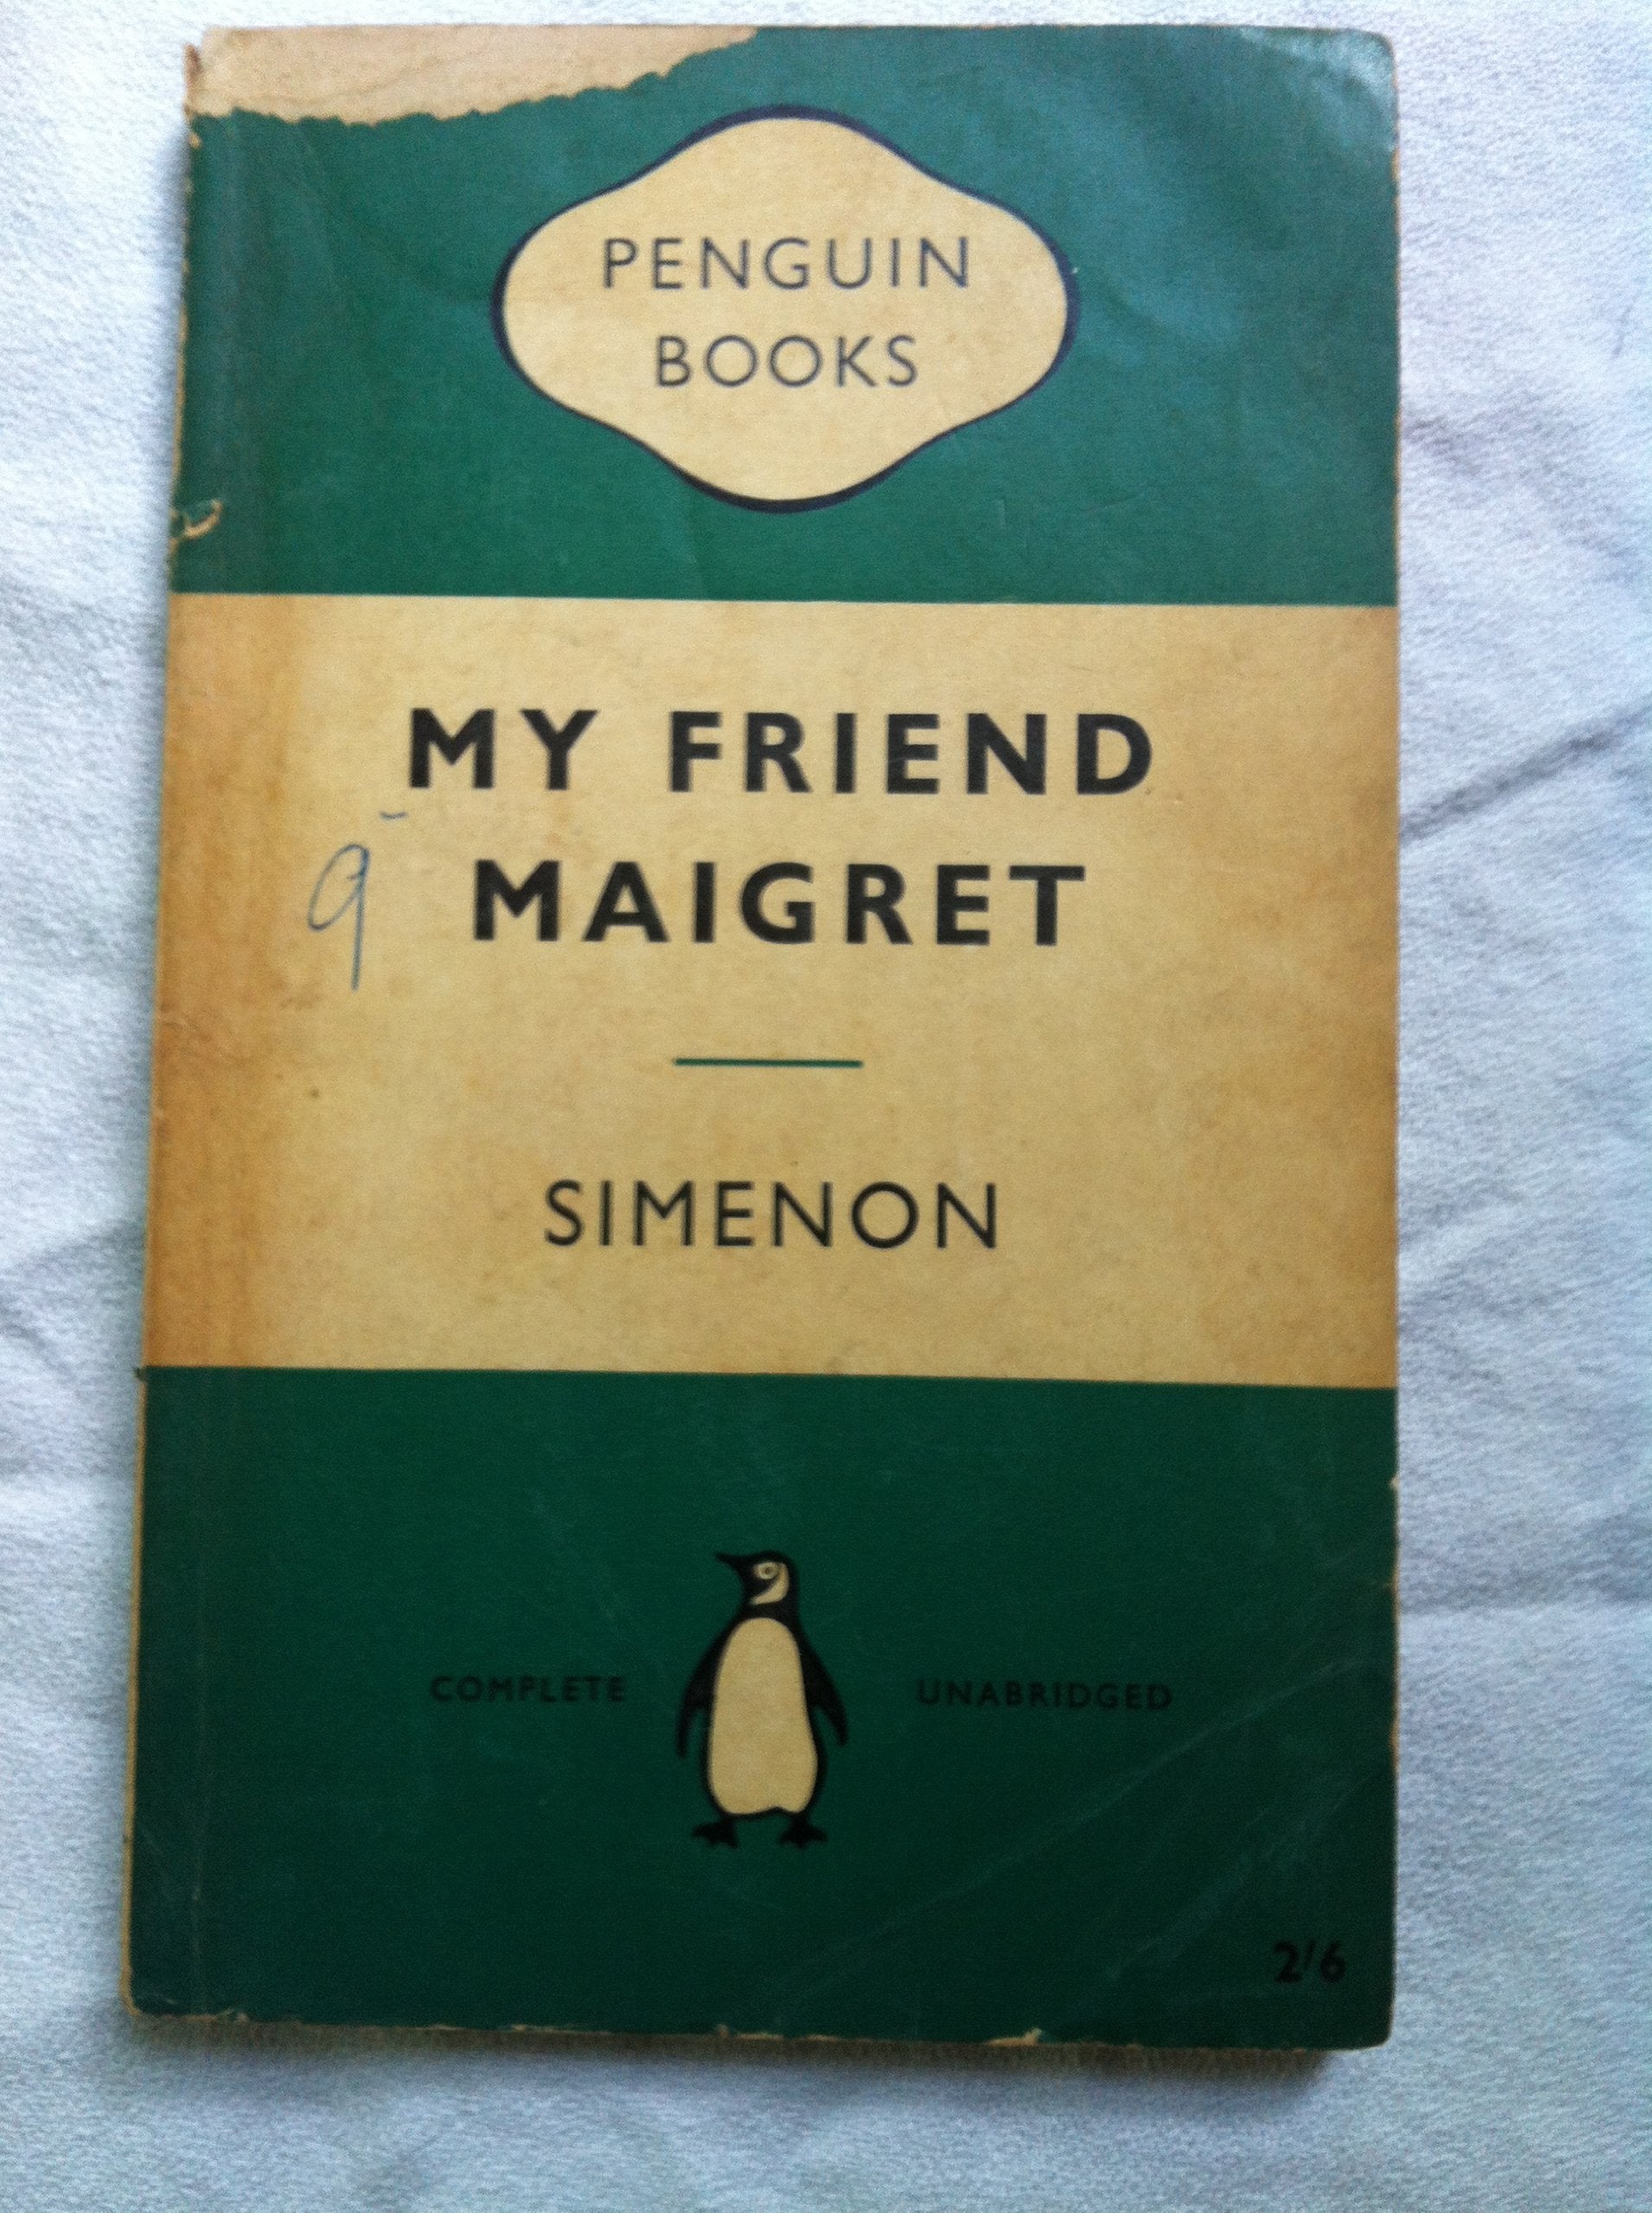 PENGUIN
BOOKS
MY FRIEND
MAIGRET
9
SIMENON
COMPLETE UNABRIDGED
2/6